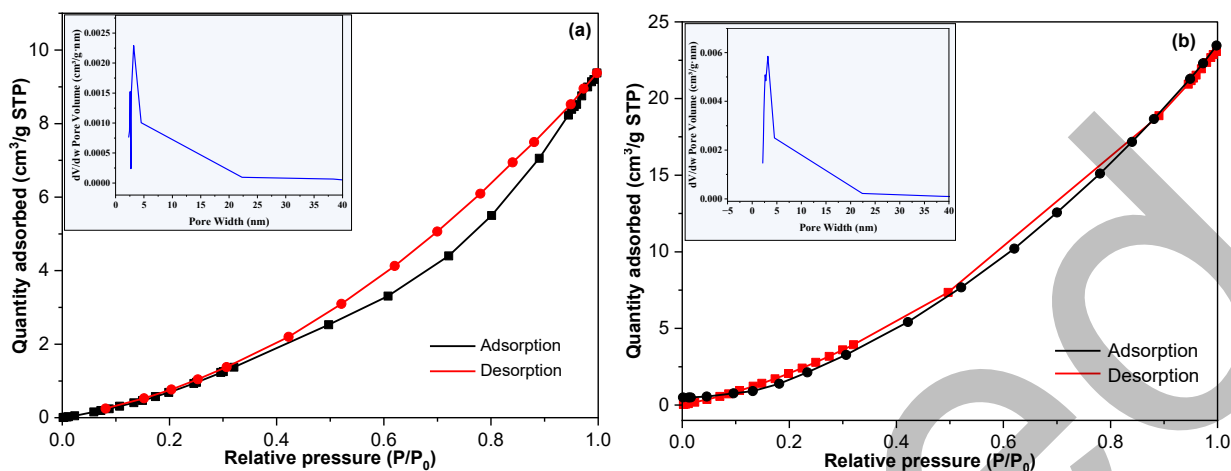 (a)
10
8
6
4
2
0
Quantity adsorbed (cm³/g STP)
0.0 0.2 0.4 0.6 0.8 1.0
Relative pressure (P/P₀)
Adsorption
Desorption
0.0025
0.0020
0.0015
0.0010
0.0005
0.0000
dV/dw Pore Volume (cm³/g·nm)
0 5 10 15 20 25 30 35 40
Pore Width (nm)
(b)
25
20
15
10
5
0
Quantity adsorbed (cm³/g STP)
0.0 0.2 0.4 0.6 0.8 1.0
Relative pressure (P/P₀)
Adsorption
Desorption
0.006
0.004
0.002
0.000
dV/dw Pore Volume (cm³/g·nm)
-5 0 5 10 15 20 25 30 35 40
Pore Width (nm)
ed